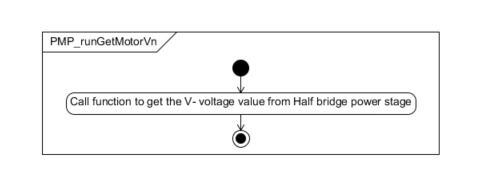 PMP_runGetMotorVn
Call function to get the V- voltage value from Half bridge power stage